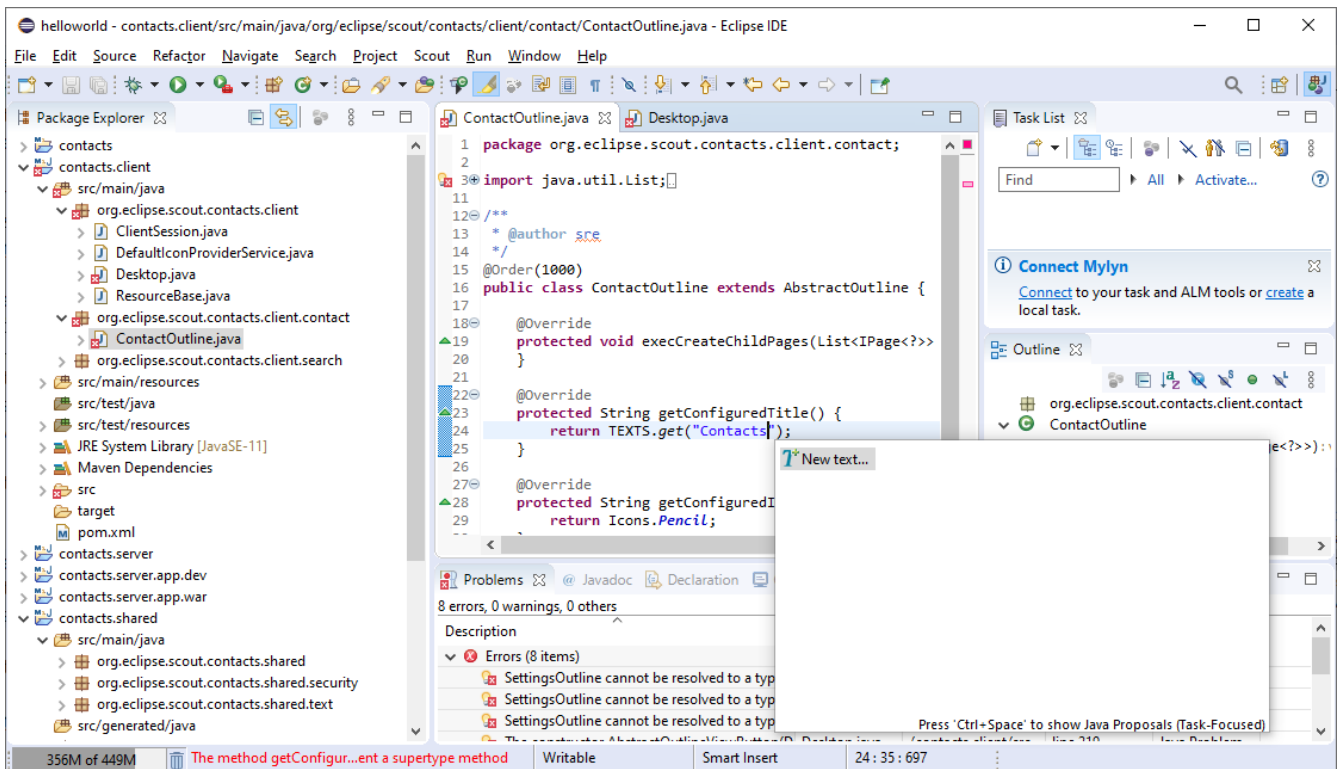 helloworld - contacts.client/src/main/java/org/eclipse/scout/contacts/client/contact/ContactOutline.java - Eclipse IDE
File Edit Source Refactor Navigate Search Project Scout Run Window Help
Package Explorer
contacts
contacts.client
src/main/java
org.eclipse.scout.contacts.client
ClientSession.java
DefaultIconProviderService.java
Desktop.java
ResourceBase.java
org.eclipse.scout.contacts.client.contact
ContactOutline.java
org.eclipse.scout.contacts.client.search
src/main/resources
src/test/java
src/test/resources
JRE System Library [JavaSE-11]
Maven Dependencies
src
target
pom.xml
contacts.server
contacts.server.app.dev
contacts.server.app.war
contacts.shared
src/main/java
org.eclipse.scout.contacts.shared
org.eclipse.scout.contacts.shared.security
org.eclipse.scout.contacts.shared.text
src/generated/java
ContactOutline.java Desktop.java
1 package org.eclipse.scout.contacts.client.contact;
2
3 import java.util.List;
11
12 /**
13 * @author sre
14 */
15 @Order(1000)
16 public class ContactOutline extends AbstractOutline {
17
18 @Override
19 protected void execCreateChildPages(List<IPage<?>>
20 }
21
22 @Override
23 protected String getConfiguredTitle() {
24 return TEXTS.get("Contacts");
25 }
26
27 @Override
28 protected String getConfiguredI
29 return Icons.Pencil;
New text...
Press 'Ctrl+Space' to show Java Proposals (Task-Focused)
Problems Javadoc Declaration
8 errors, 0 warnings, 0 others
Description
Errors (8 items)
SettingsOutline cannot be resolved to a typ
SettingsOutline cannot be resolved to a typ
SettingsOutline cannot be resolved to a typ
Task List
Find All Activate...
Connect Mylyn
Connect to your task and ALM tools or create a
local task.
Outline
org.eclipse.scout.contacts.client.contact
ContactOutline
ge<?>>) :
356M of 449M The method getConfigur...ent a supertype method Writable Smart Insert 24 : 35 : 697